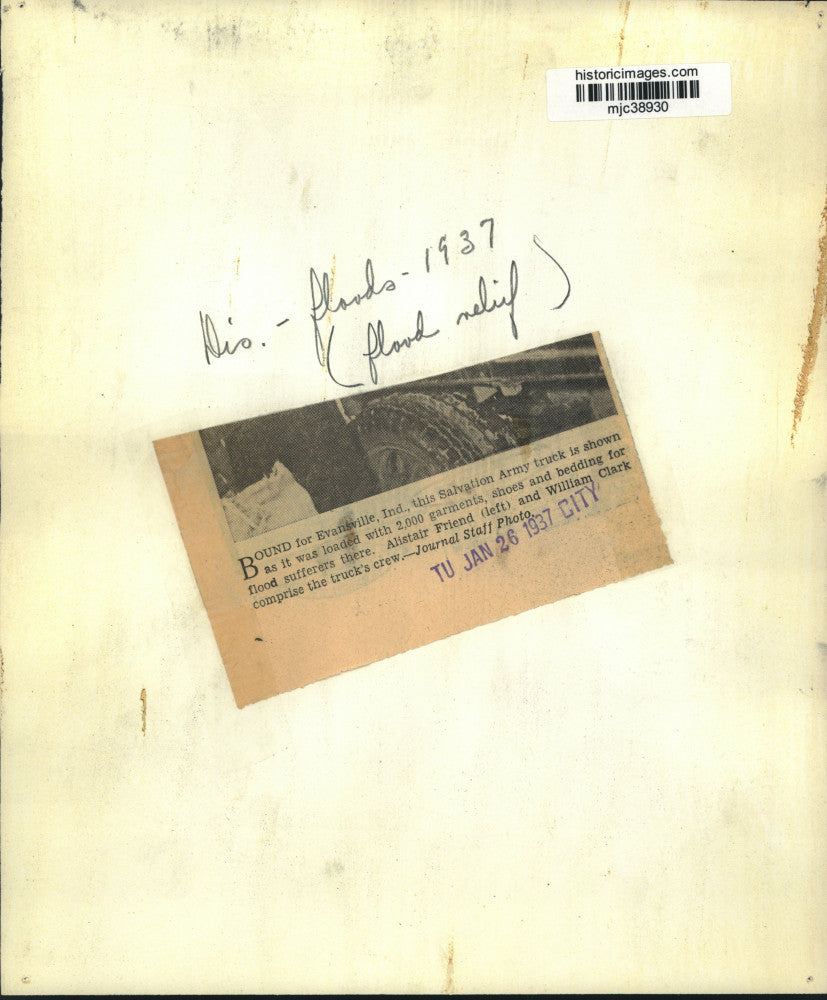 historicimages.com
mjc38930
Dis. - floods - 1937
(flood relief)
BOUND for Evansville, Ind., this Salvation Army truck is shown
as it was loaded with 2,000 garments, shoes and bedding for
flood sufferers there. Alistair Friend (left) and William Clark
comprise the truck's crew.—Journal Staff Photo.
TU JAN 26 1937 CITY